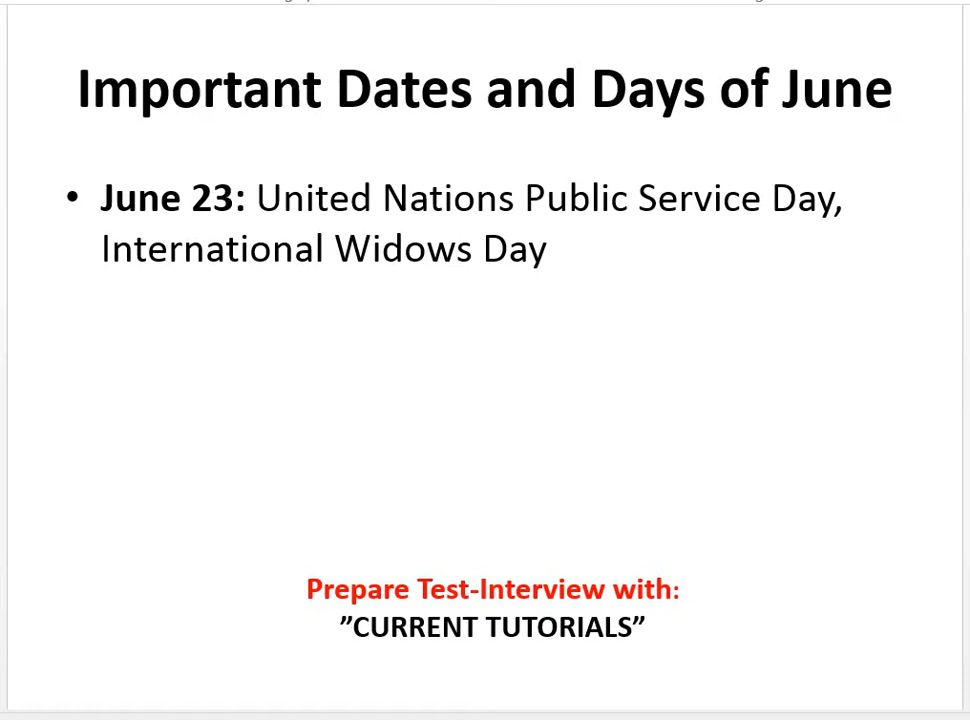 Important Dates and Days of June
• June 23: United Nations Public Service Day,
International Widows Day
Prepare Test-Interview with:
”CURRENT TUTORIALS”